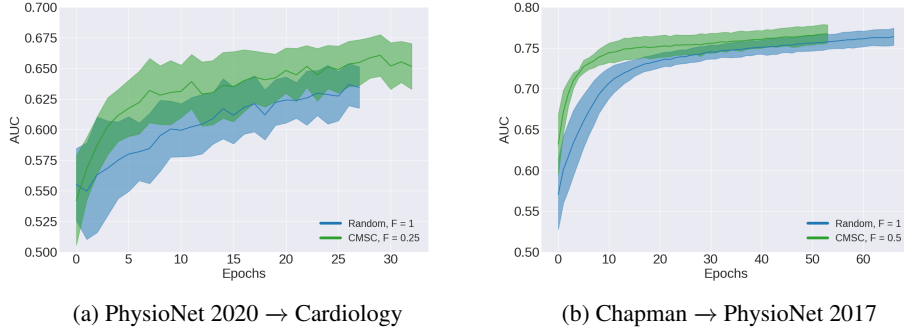 0.700
0.675
0.650
0.625
0.600
0.575
0.550
0.525
0.500
AUC
0 5 10 15 20 25 30
Epochs
Random, F = 1
CMSC, F = 0.25
(a) PhysioNet 2020 → Cardiology
0.80
0.75
0.70
0.65
0.60
0.55
0.50
AUC
0 10 20 30 40 50 60
Epochs
Random, F = 1
CMSC, F = 0.5
(b) Chapman → PhysioNet 2017